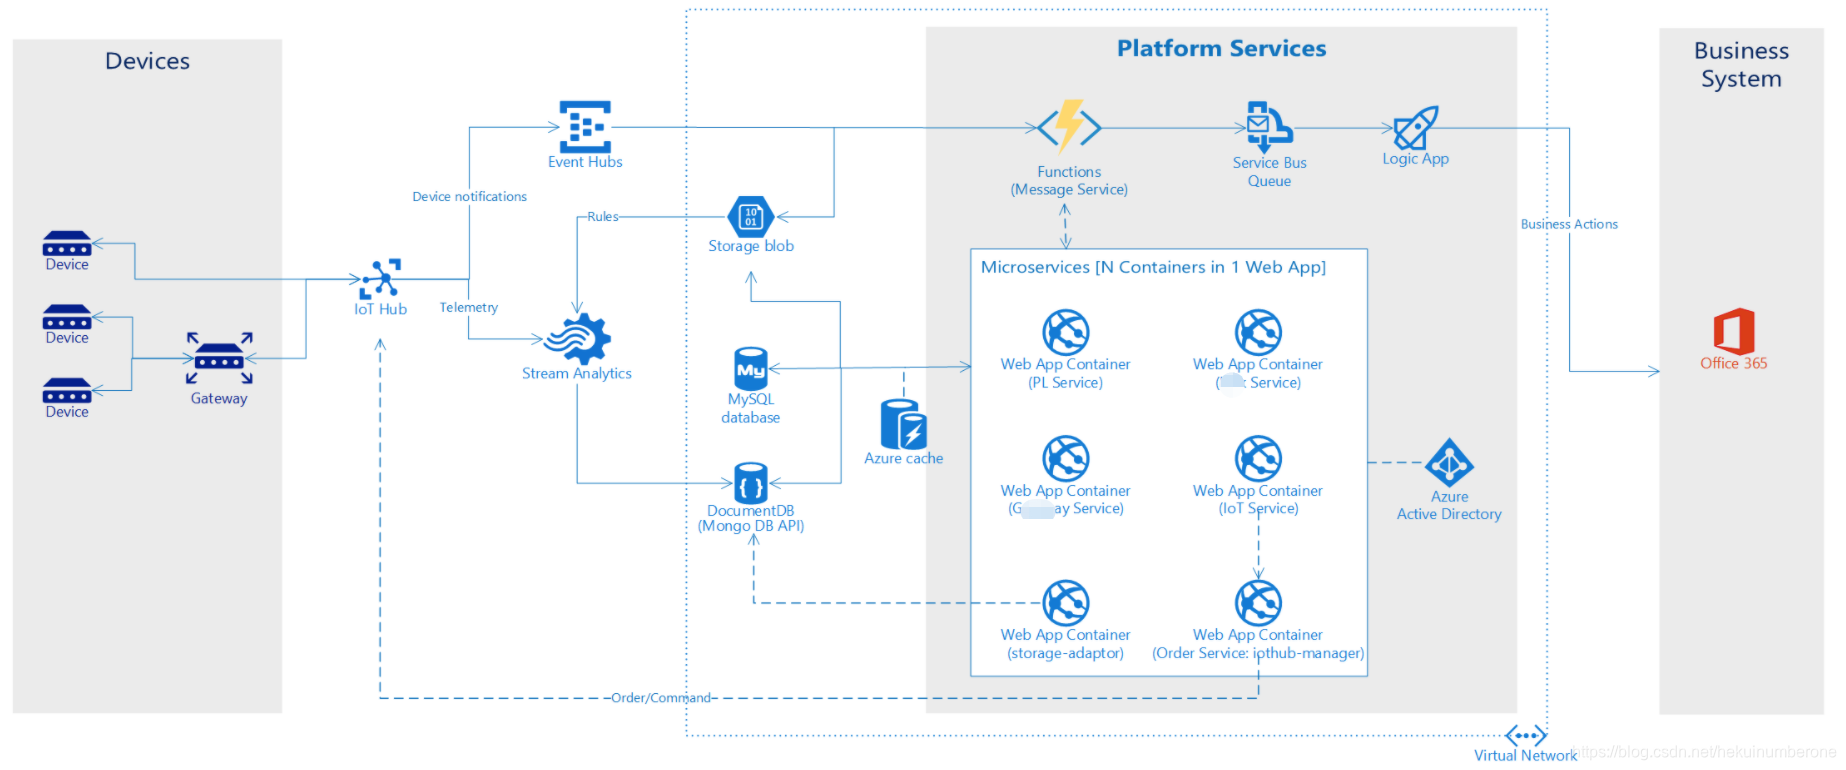 Devices
Device
Device
Device
Gateway
IoT Hub
Device notifications
Telemetry
Event Hubs
Rules
Stream Analytics
Storage blob
MySQL
database
DocumentDB
(Mongo DB API)
Azure cache
Order/Command
Platform Services
Functions
(Message Service)
Service Bus
Queue
Logic App
Microservices [N Containers in 1 Web App]
Web App Container
(PL Service)
Web App Container
Service)
Web App Container
Service)
Web App Container
(IoT Service)
Web App Container
(storage-adaptor)
Web App Container
(Order Service: iothub-manager)
Azure
Active Directory
Virtual Network
Business Actions
Business
System
Office 365
https://blog.csdn.net/hekuinumberone